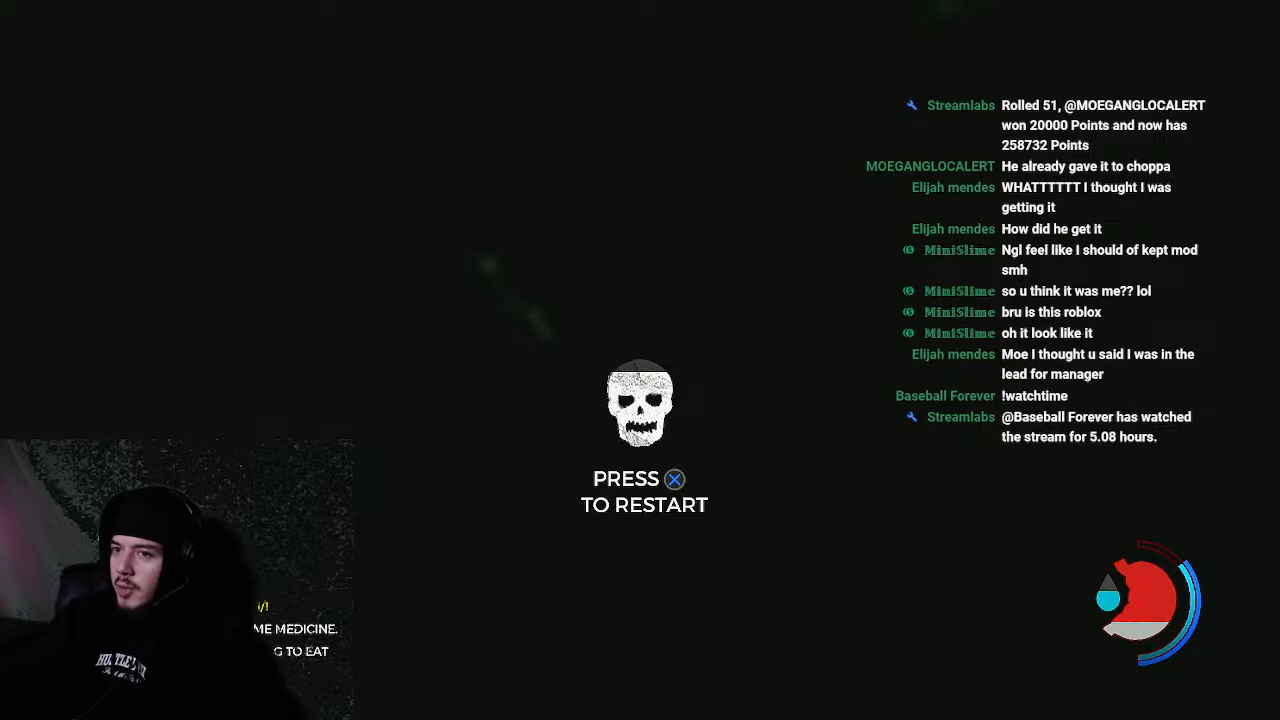 Streamlabs Rolled 51, @MOEGANGLOCALERT
won 20000 Points and now has
258732 Points
MOEGANGLOCALERT He already gave it to choppa
Elijah mendes WHATTTTTT I thought I was
getting it
Elijah mendes How did he get it
MiniSlime Ngl feel like I should of kept mod
smh
MiniSlime so u think it was me?? lol
MiniSlime bru is this roblox
MiniSlime oh it look like it
Elijah mendes Moe I thought u said I was in the
lead for manager
Baseball Forever !watchtime
Streamlabs @Baseball Forever has watched
the stream for 5.08 hours.
PRESS
TO RESTART
ME MEDICINE.
G TO EAT